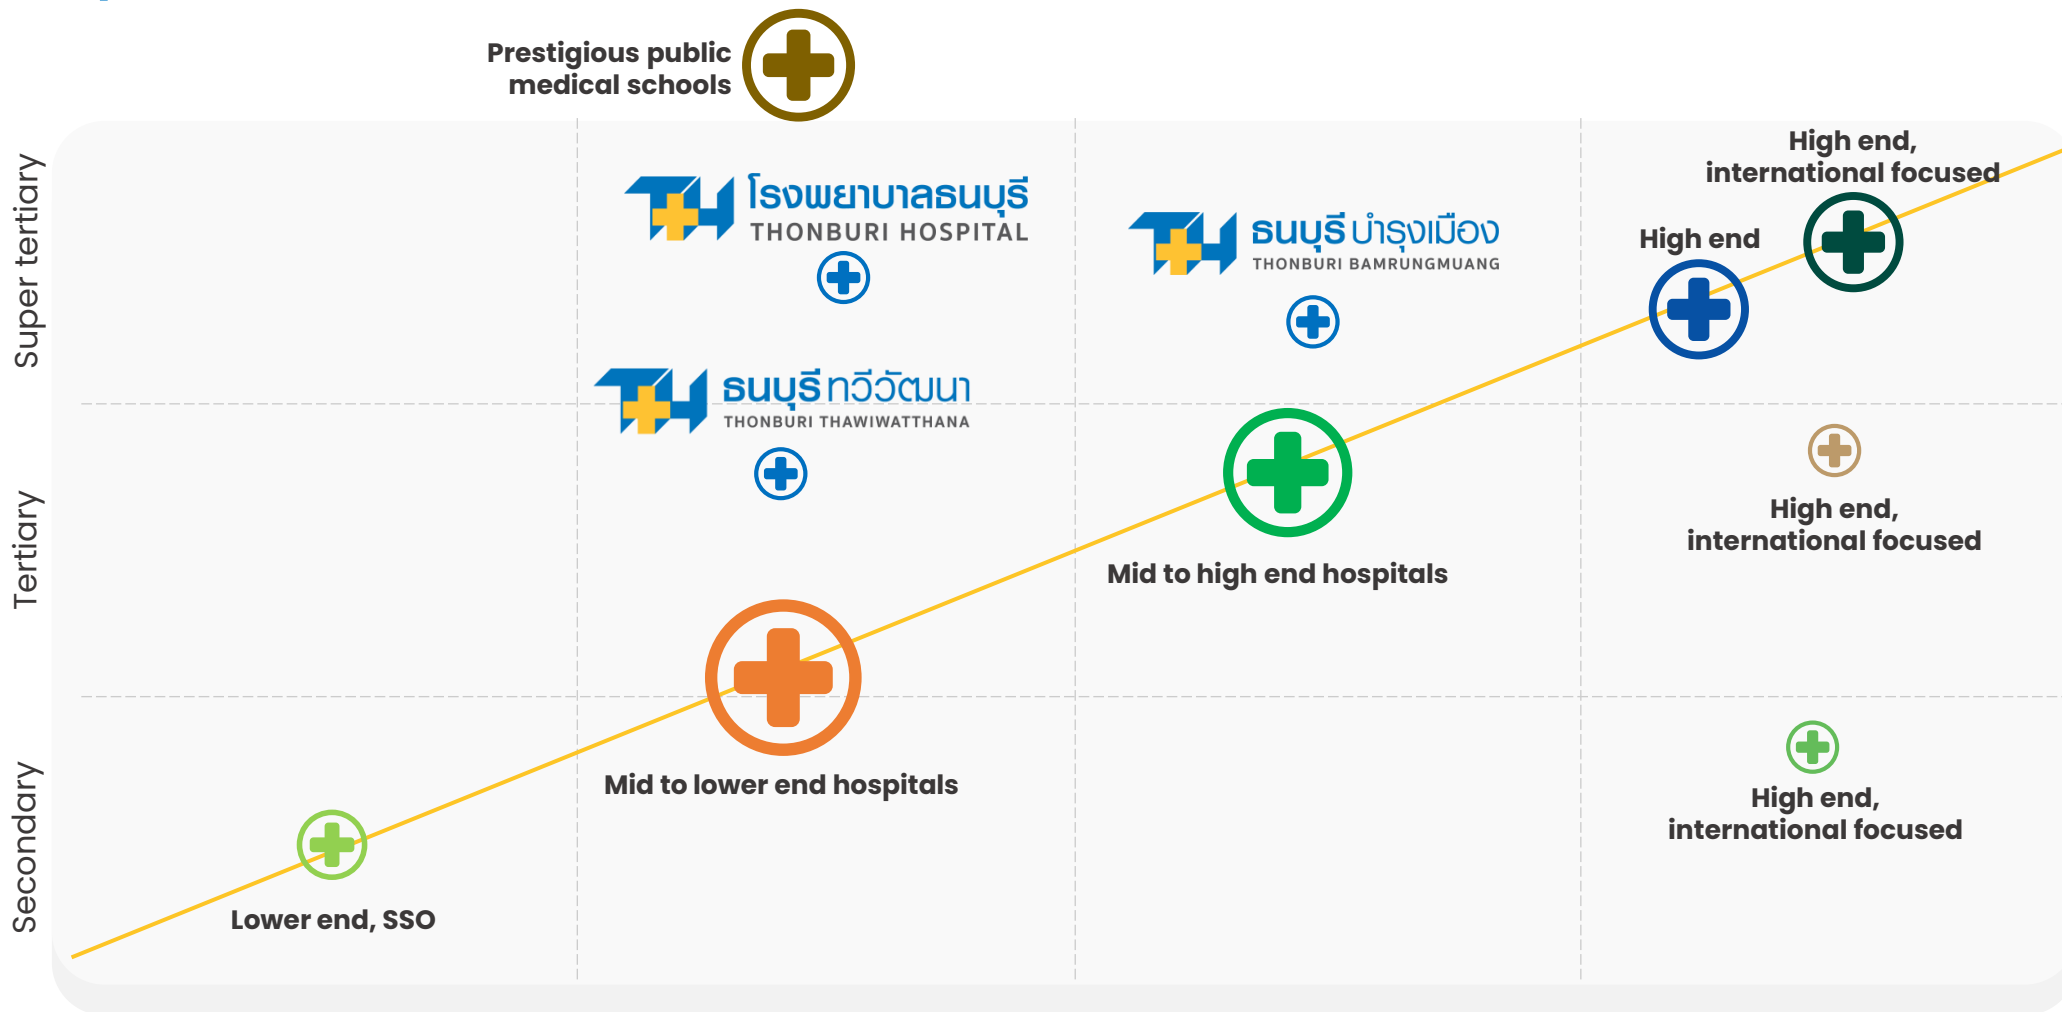 Prestigious public
medical schools
High end,
international focused
โรงพยาบาลธนบุรี
THONBURI HOSPITAL
ธนบุรี บำรุงเมือง
THONBURI BAMRUNGMUANG
High end
Super tertiary
ธนบุรี ทวีวัฒนา
THONBURI THAWIWATTHANA
High end,
international focused
Tertiary
Mid to high end hospitals
Mid to lower end hospitals
High end,
international focused
Secondary
Lower end, SSO